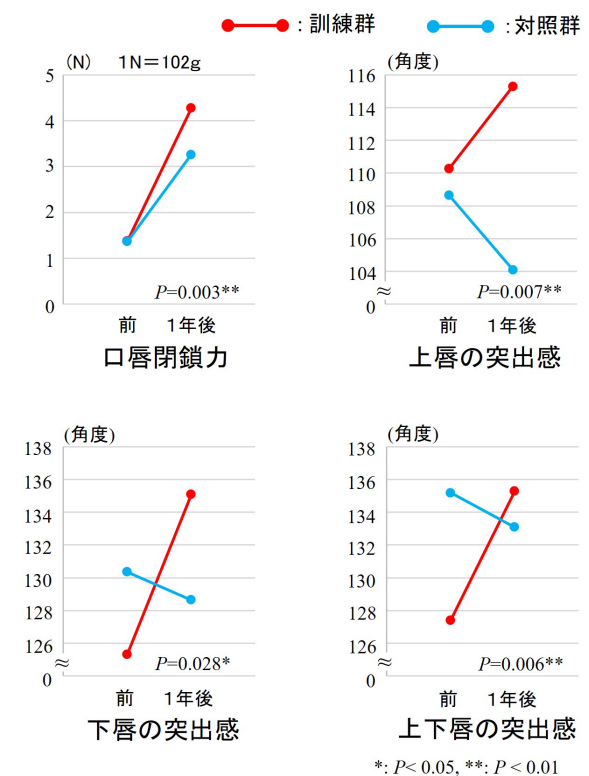 : 訓練群 : 対照群
(N) 1N＝102g
5
4
3
2
1
0
P=0.003**
前 1年後
口唇閉鎖力
(角度)
116
114
112
110
108
106
104
≈
0
P=0.007**
前 1年後
上唇の突出感
(角度)
138
136
134
132
130
128
126
≈
0
P=0.028*
前 1年後
下唇の突出感
(角度)
138
136
134
132
130
128
126
≈
0
P=0.006**
前 1年後
上下唇の突出感
*: P< 0.05, **: P < 0.01